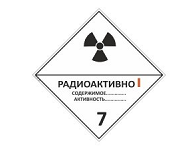 РАДИОАКТИВНО I
СОДЕРЖИМОЕ...............
АКТИВНОСТЬ...............
7